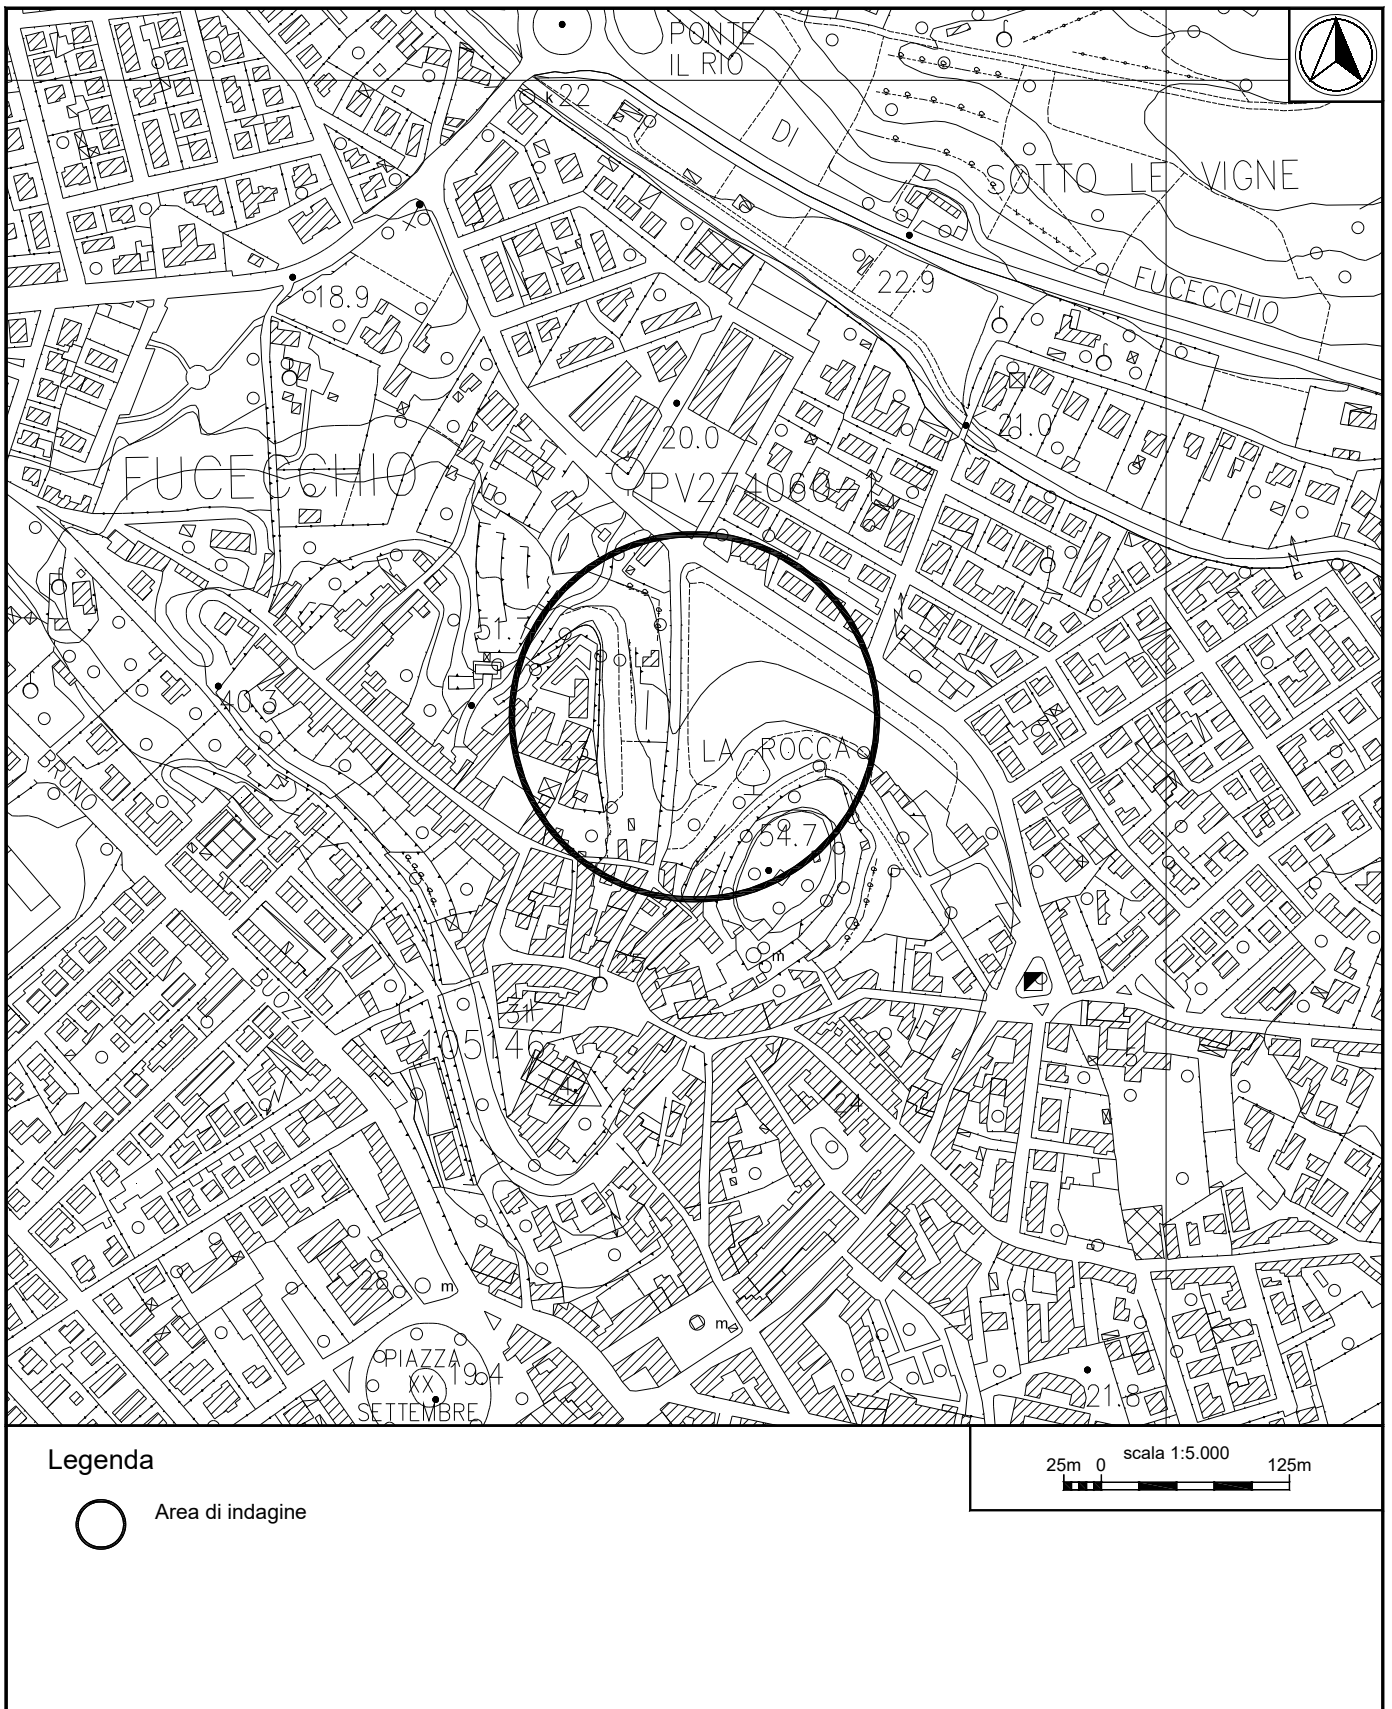 PONTE
IL RIO
k 22
DI
SOTTO LE VIGNE
18.9
22.9
FUCECCHIO
20.0
21.0
FUCECCHIO
51.7
40.3
LA ROCCA
23
BRUNO
54.7
m
25
BUOZZI
31
105146
24
28
m
m
PIAZZA
19.4
XX
SETTEMBRE
21.8
Legenda
Area di indagine
scala 1:5.000
25m 0 125m